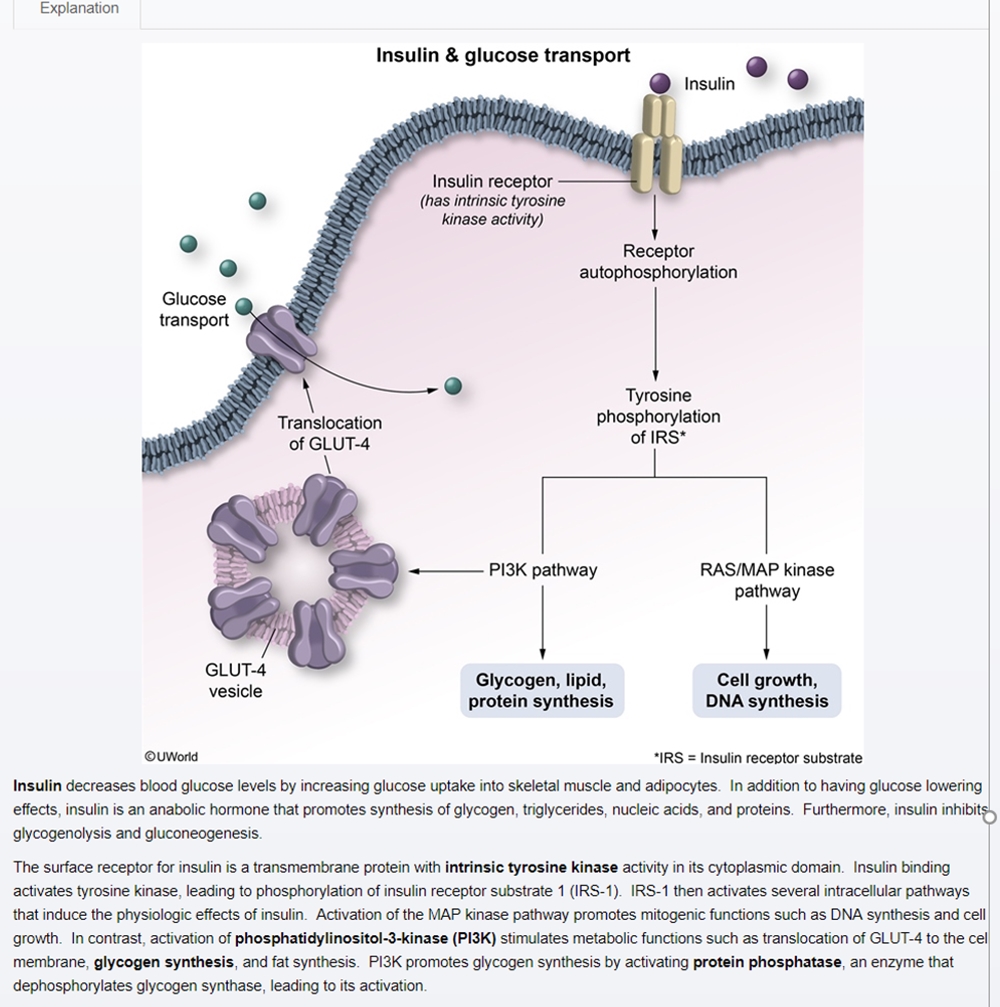 Explanation
Insulin & glucose transport
Insulin
Insulin receptor
(has intrinsic tyrosine
kinase activity)
Receptor
autophosphorylation
Glucose
transport
Tyrosine
phosphorylation
of IRS*
Translocation
of GLUT-4
PI3K pathway
RAS/MAP kinase
pathway
GLUT-4
vesicle
Glycogen, lipid,
protein synthesis
Cell growth,
DNA synthesis
©UWorld
*IRS = Insulin receptor substrate
Insulin decreases blood glucose levels by increasing glucose uptake into skeletal muscle and adipocytes. In addition to having glucose lowering
effects, insulin is an anabolic hormone that promotes synthesis of glycogen, triglycerides, nucleic acids, and proteins. Furthermore, insulin inhibits
glycogenolysis and gluconeogenesis.
The surface receptor for insulin is a transmembrane protein with intrinsic tyrosine kinase activity in its cytoplasmic domain. Insulin binding
activates tyrosine kinase, leading to phosphorylation of insulin receptor substrate 1 (IRS-1). IRS-1 then activates several intracellular pathways
that induce the physiologic effects of insulin. Activation of the MAP kinase pathway promotes mitogenic functions such as DNA synthesis and cell
growth. In contrast, activation of phosphatidylinositol-3-kinase (PI3K) stimulates metabolic functions such as translocation of GLUT-4 to the cel
membrane, glycogen synthesis, and fat synthesis. PI3K promotes glycogen synthesis by activating protein phosphatase, an enzyme that
dephosphorylates glycogen synthase, leading to its activation.